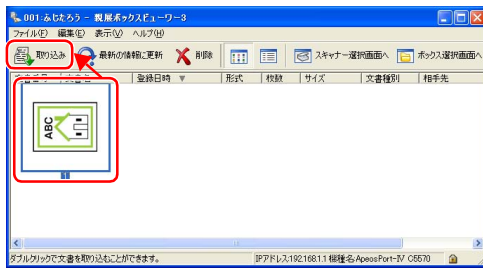 001:ふじたろう - 親展ボックスビューワー3
ファイル(F) 編集(E) 表示(V) ヘルプ(H)
取り込み 最新の情報に更新 削除 スキャナー選択画面へ ボックス選択画面へ
登録日時 ▼ 形式 枚数 サイズ 文書種別 相手先
ABC
1
ダブルクリックで文書を取り込むことができます。 IPアドレス:192.168.1.1 機種名:ApeosPort-IV C5570